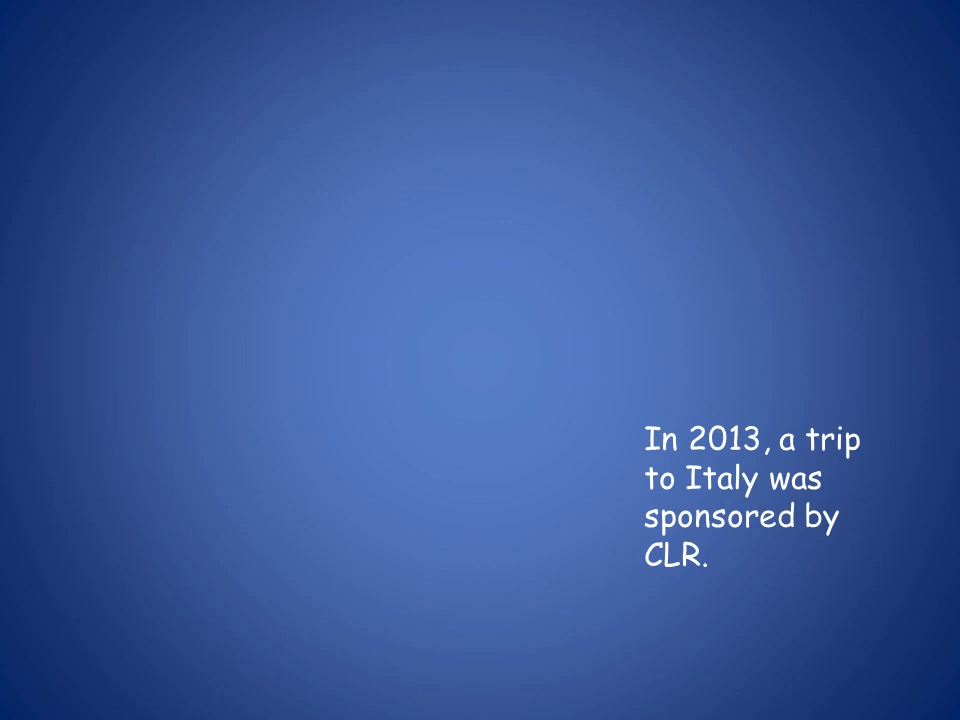 In 2013, a trip
to Italy was
sponsored by
CLR.